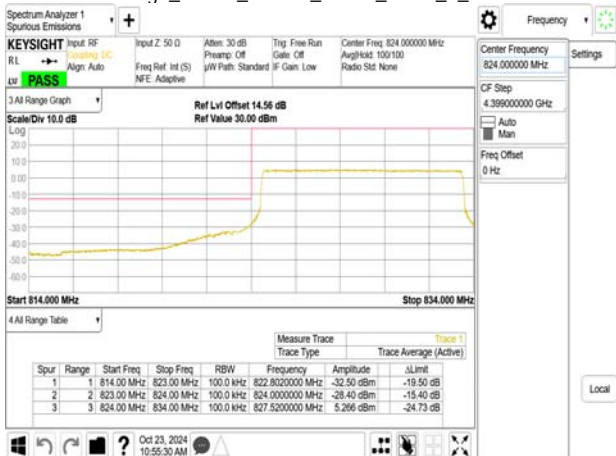 Spectrum Analyzer 1
Spurious Emissions
+
Frequency
KEYSIGHT
RL
PASS
Input: RF
Coupling: DC
Align: Auto
Input Z: 50 Ω
Freq Ref: Int (S)
NFE: Adaptive
Atten: 30 dB
Preamp: Off
µW Path: Standard
Trig: Free Run
Gate: Off
IF Gain: Low
Center Freq: 824.000000 MHz
Avg|Hold: 100/100
Radio Std: None
Center Frequency
824.000000 MHz
Settings
CF Step
4.399000000 GHz
Auto
Man
Freq Offset
0 Hz
Local
3 All Range Graph
Scale/Div 10.0 dB
Ref Lvl Offset 14.56 dB
Ref Value 30.00 dBm
Log
20.0
10.0
0.00
-10.0
-20.0
-30.0
-40.0
-50.0
-60.0
Start 814.000 MHz
Stop 834.000 MHz
4 All Range Table
Measure Trace Trace 1
Trace Type Trace Average (Active)
Spur Range Start Freq Stop Freq RBW Frequency Amplitude ΔLimit
1 1 814.00 MHz 823.00 MHz 100.0 kHz 822.8020000 MHz -32.50 dBm -19.50 dB
2 2 823.00 MHz 824.00 MHz 100.0 kHz 824.0000000 MHz -28.40 dBm -15.40 dB
3 3 824.00 MHz 834.00 MHz 100.0 kHz 827.5200000 MHz 5.266 dBm -24.73 dB
?
Oct 23, 2024
10:55:30 AM